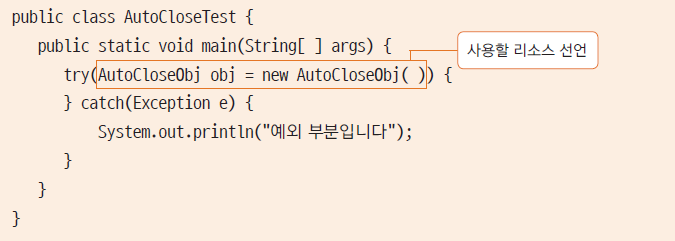 public class AutoCloseTest {
public static void main(String[ ] args) {
try(AutoCloseObj obj = new AutoCloseObj( )) {
사용할 리소스 선언
} catch(Exception e) {
System.out.println("예외 부분입니다");
}
}
}